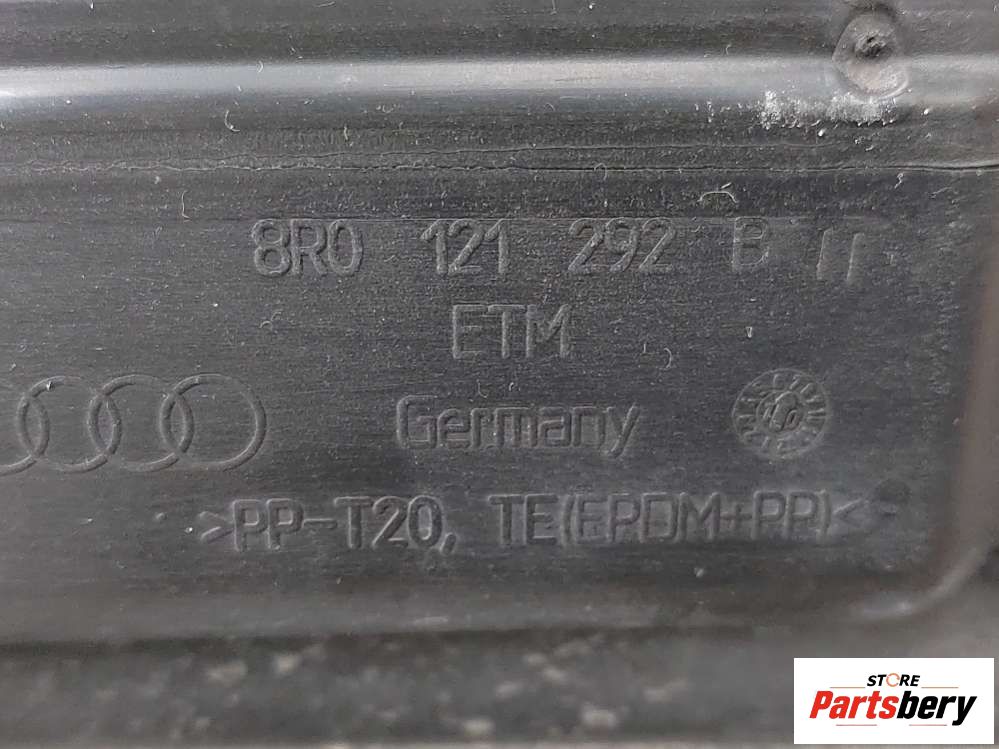 8R0 121 292 B
ETM
Germany
>PP-T20, TE(EPDM+PP)<
STORE
Partsbery